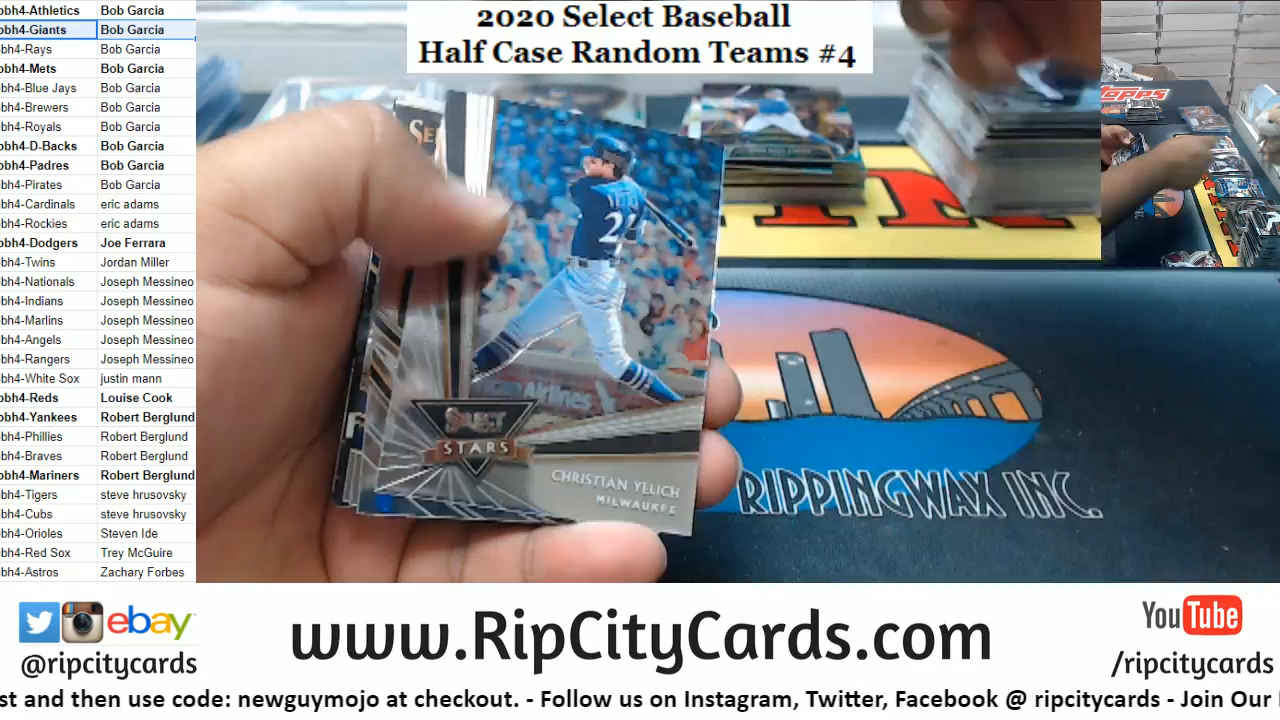 bh4-Athletics Bob Garcia
bh4-Giants Bob Garcia
bh4-Rays Bob Garcia
bh4-Mets Bob Garcia
bh4-Blue Jays Bob Garcia
bh4-Brewers Bob Garcia
bh4-Royals Bob Garcia
bh4-D-Backs Bob Garcia
bh4-Padres Bob Garcia
bh4-Pirates Bob Garcia
bh4-Cardinals eric adams
bh4-Rockies eric adams
bh4-Dodgers Joe Ferrara
bh4-Twins Jordan Miller
bh4-Nationals Joseph Messineo
bh4-Indians Joseph Messineo
bh4-Marlins Joseph Messineo
bh4-Angels Joseph Messineo
bh4-Rangers Joseph Messineo
bh4-White Sox justin mann
bh4-Reds Louise Cook
bh4-Yankees Robert Berglund
bh4-Phillies Robert Berglund
bh4-Braves Robert Berglund
bh4-Mariners Robert Berglund
bh4-Tigers steve hrusovsky
bh4-Cubs steve hrusovsky
bh4-Orioles Steven Ide
bh4-Red Sox Trey McGuire
bh4-Astros Zachary Forbes
2020 Select Baseball
Half Case Random Teams #4
TOPPS
SELECT
STARS
CHRISTIAN YELICH
MILWAUKEE
RIPPINGWAX INC.
ebay
@ripcitycards
www.RipCityCards.com
YouTube
/ripcitycards
st and then use code: newguymojo at checkout. - Follow us on Instagram, Twitter, Facebook @ ripcitycards - Join Our